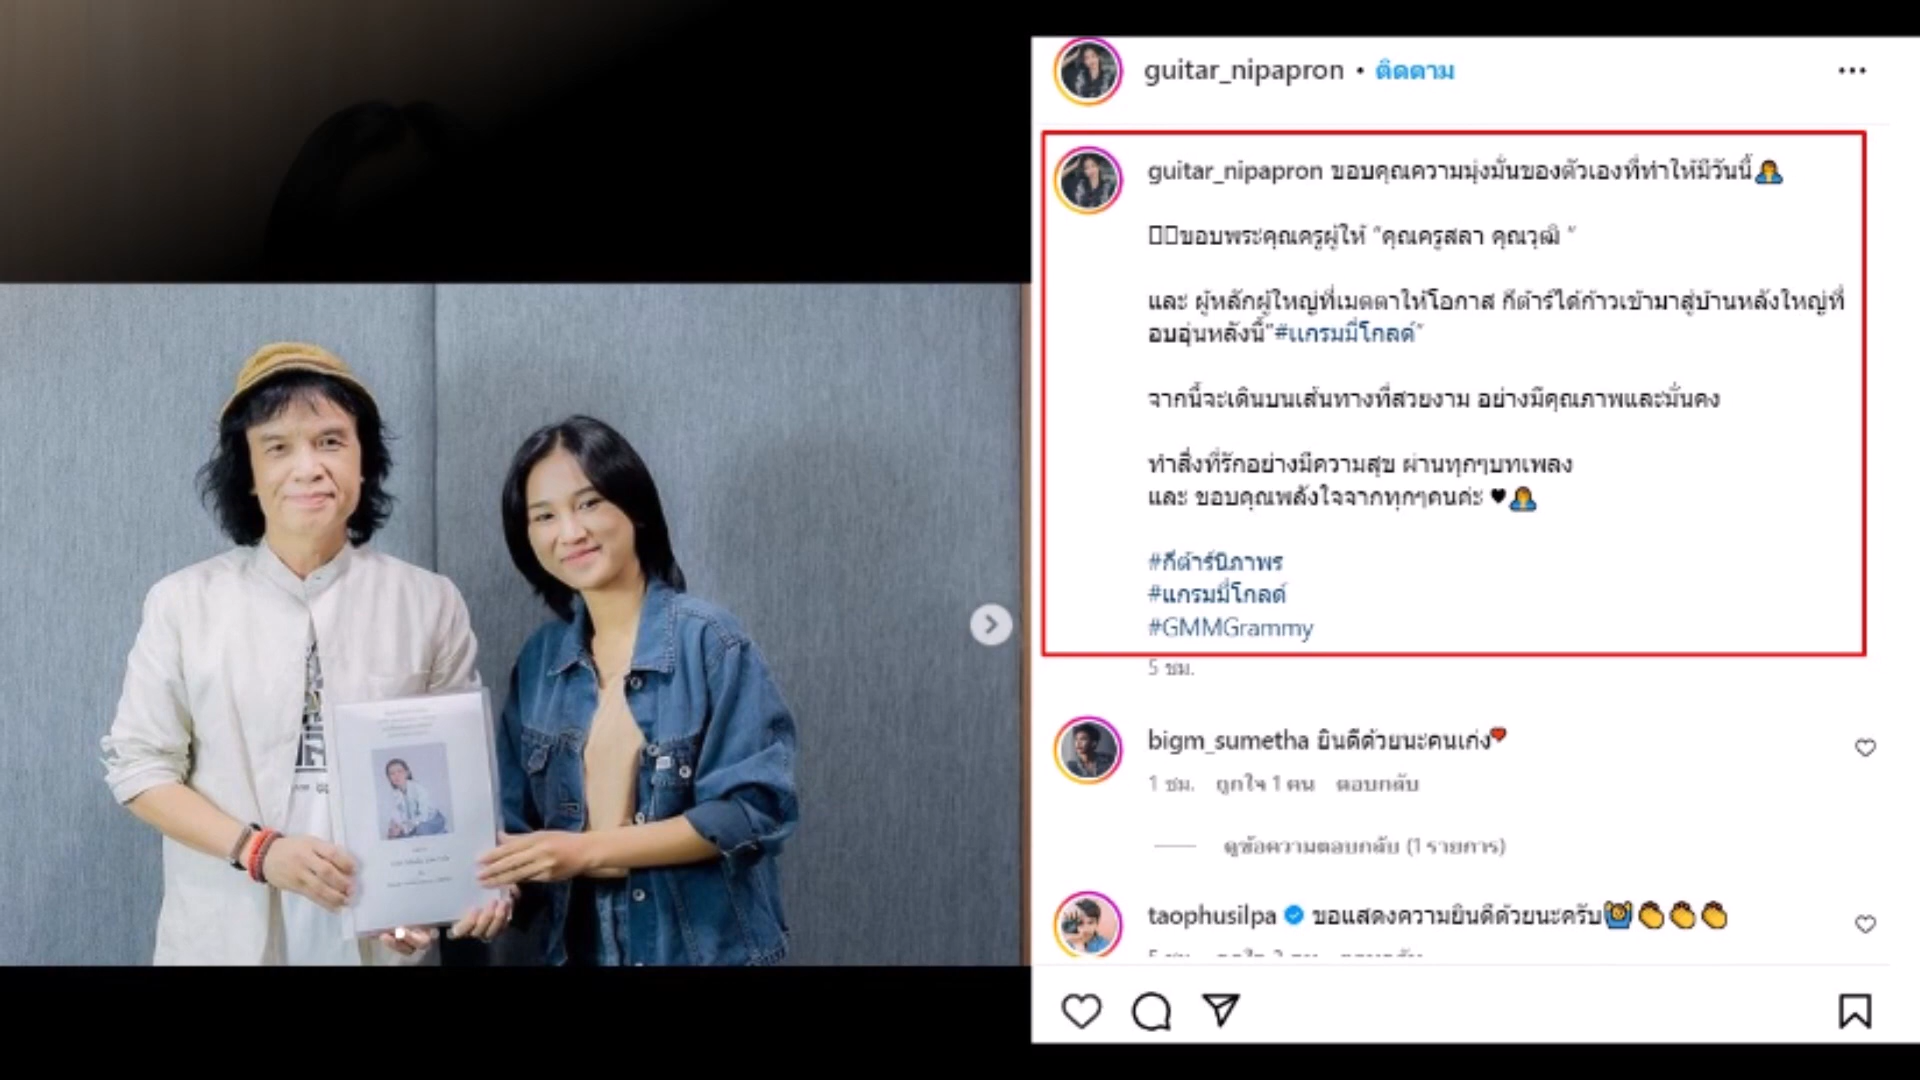 guitar_nipapron • ติดตาม
guitar_nipapron ขอบคุณความมุ่งมั่นของตัวเองที่ทำให้มีวันนี้🙇‍♀️
ขอบพระคุณครูผู้ให้ “คุณครูสลา คุณวุฒิ ”
และ ผู้หลักผู้ใหญ่ที่เมตตาให้โอกาส กีต้าร์ได้ก้าวเข้ามาสู่บ้านหลังใหญ่ที่
อบอุ่นหลังนี้“#แกรมมี่โกลด์”
จากนี้จะเดินบนเส้นทางที่สวยงาม อย่างมีคุณภาพและมั่นคง
ทำสิ่งที่รักอย่างมีความสุข ผ่านทุกๆบทเพลง
และ ขอบคุณพลังใจจากทุกๆคนค่ะ ♥🙇‍♀️
#กีต้าร์นิภาพร
#แกรมมี่โกลด์
#GMMGrammy
5 ชม.
bigm_sumetha ยินดีด้วยนะคนเก่ง❣
1 ชม. ถูกใจ 1 คน ตอบกลับ
ดูข้อความตอบกลับ (1 รายการ)
taophusilpa ขอแสดงความยินดีด้วยนะครับ🙆‍♂️👏👏👏